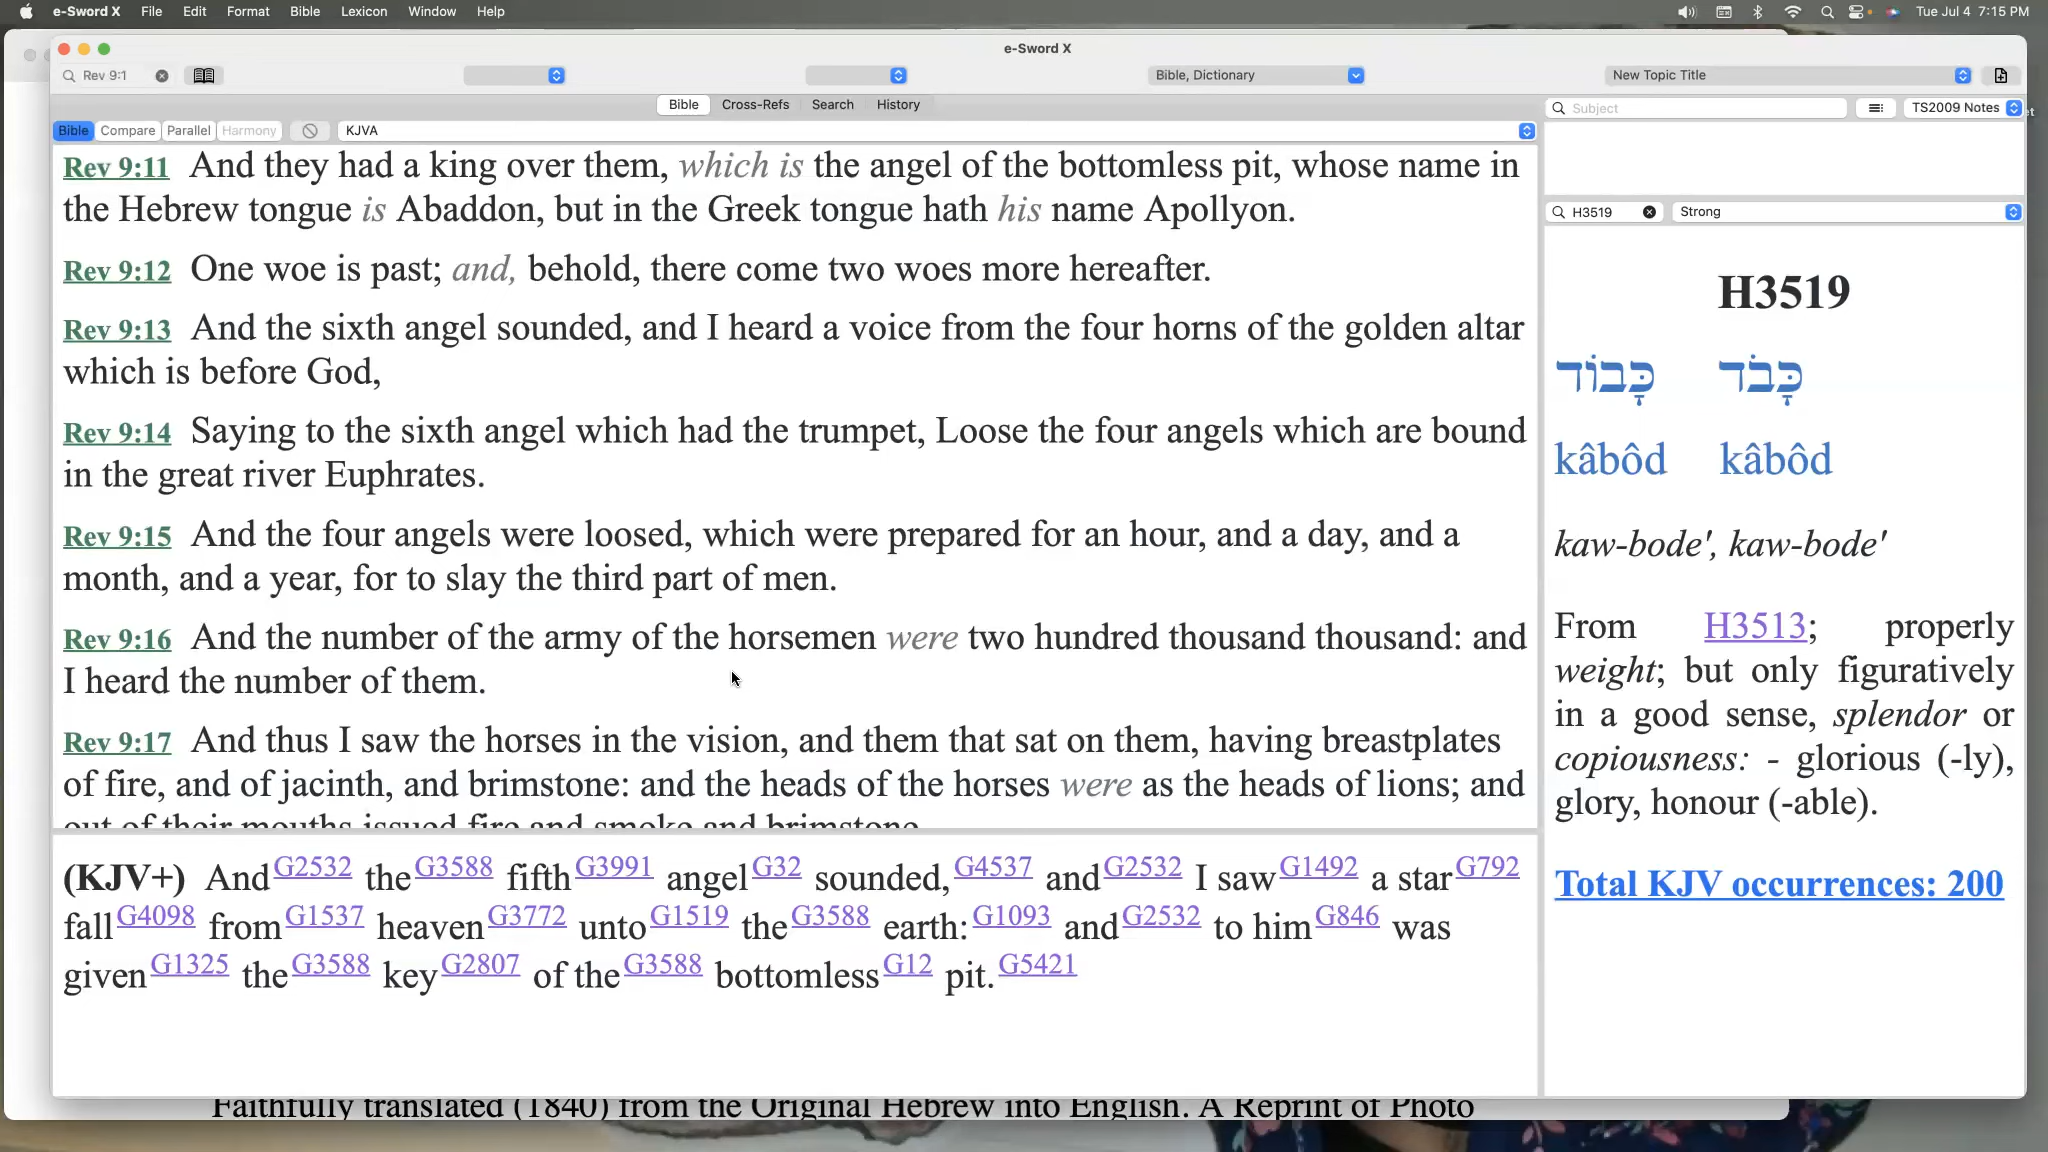 e-Sword X File Edit Format Bible Lexicon Window Help Tue Jul 4 7:15 PM
e-Sword X
Rev 9:1 Bible, Dictionary New Topic Title
Bible Cross-Refs Search History
Subject TS2009 Notes
Bible Compare Parallel Harmony KJVA
Rev 9:11 And they had a king over them, which is the angel of the bottomless pit, whose name in
the Hebrew tongue is Abaddon, but in the Greek tongue hath his name Apollyon.
Rev 9:12 One woe is past; and, behold, there come two woes more hereafter.
Rev 9:13 And the sixth angel sounded, and I heard a voice from the four horns of the golden altar
which is before God,
Rev 9:14 Saying to the sixth angel which had the trumpet, Loose the four angels which are bound
in the great river Euphrates.
Rev 9:15 And the four angels were loosed, which were prepared for an hour, and a day, and a
month, and a year, for to slay the third part of men.
Rev 9:16 And the number of the army of the horsemen were two hundred thousand thousand: and
I heard the number of them.
Rev 9:17 And thus I saw the horses in the vision, and them that sat on them, having breastplates
of fire, and of jacinth, and brimstone: and the heads of the horses were as the heads of lions; and
out of their mouths issued fire and smoke and brimstone.
(KJV+) And G2532 the G3588 fifth G3991 angel G32 sounded, G4537 and G2532 I saw G1492 a star G792
fall G4098 from G1537 heaven G3772 unto G1519 the G3588 earth: G1093 and G2532 to him G846 was
given G1325 the G3588 key G2807 of the G3588 bottomless G12 pit. G5421
H3519 Strong
H3519
כָּבוֹד כָּבֹד
kâbôd kâbôd
kaw-bode', kaw-bode'
From H3513; properly
weight; but only figuratively
in a good sense, splendor or
copiousness: - glorious (-ly),
glory, honour (-able).
Total KJV occurrences: 200
Faithfully translated (1840) from the Original Hebrew into English. A Reprint of Photo